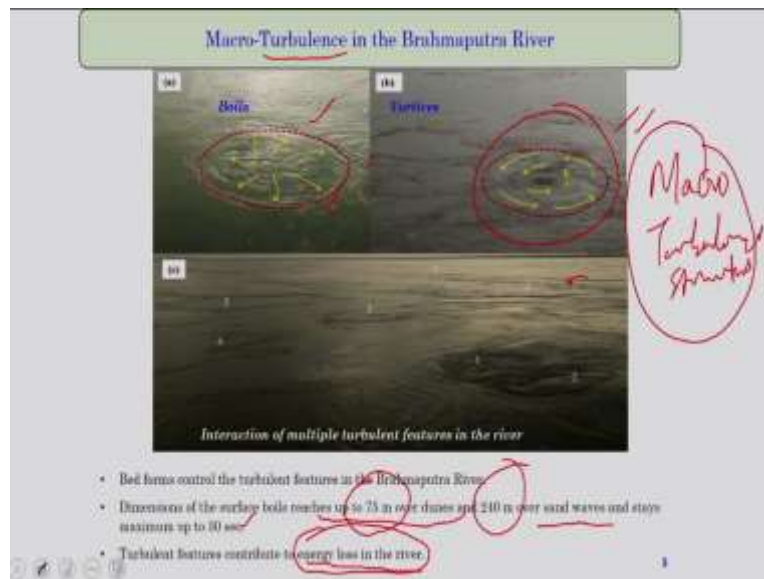 Macro-Turbulence in the Brahmaputra River
(a)
Boils
(b)
Vortices
Macro
Turbulence
Structures
(c)
Interaction of multiple turbulent features in the river
• Bed forms control the turbulent features in the Brahmaputra River.
• Dimensions of the surface boils reaches up to 75 m over dunes and 240 m over sand waves and stays
maximum up to 50 sec.
• Turbulent features contribute to energy loss in the river.